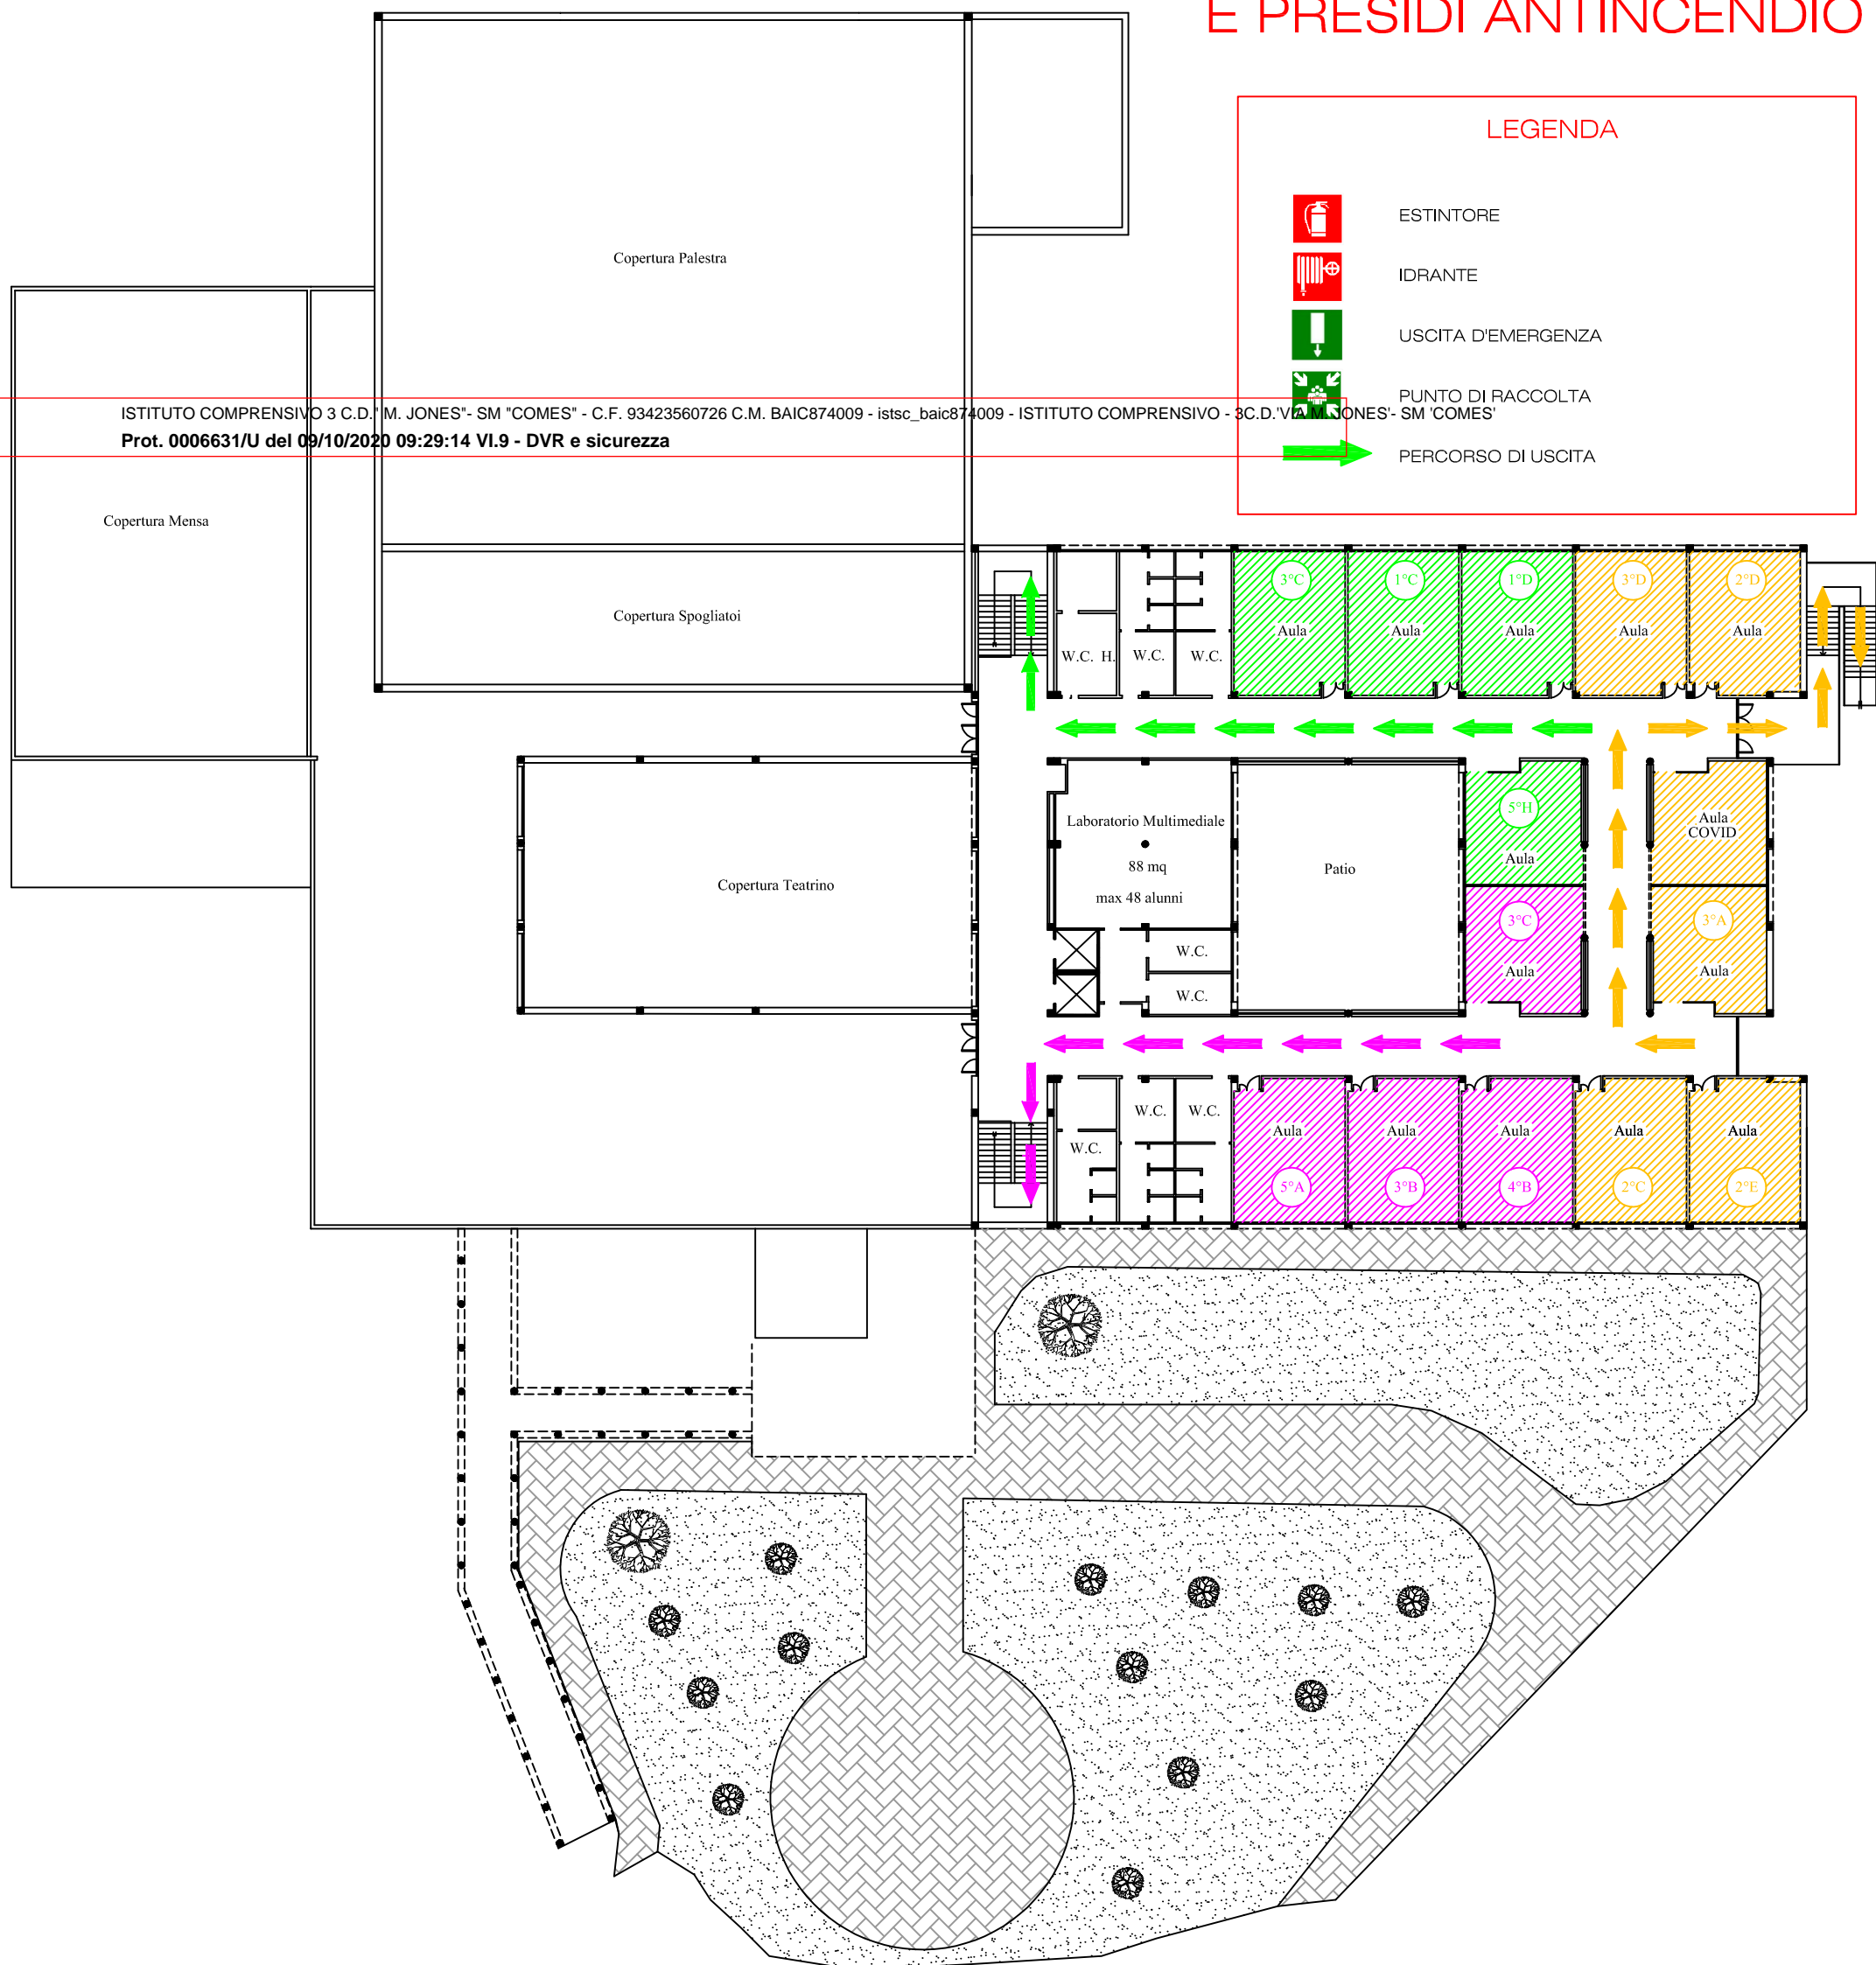 E PRESIDI ANTINCENDIO
LEGENDA
ESTINTORE
IDRANTE
USCITA D'EMERGENZA
PUNTO DI RACCOLTA
PERCORSO DI USCITA
ISTITUTO COMPRENSIVO 3 C.D." M. JONES"- SM "COMES" - C.F. 93423560726 C.M. BAIC874009 - istsc_baic874009 - ISTITUTO COMPRENSIVO - 3C.D.'VIA M. JONES'- SM 'COMES'
Prot. 0006631/U del 09/10/2020 09:29:14 VI.9 - DVR e sicurezza
Copertura Palestra
Copertura Mensa
Copertura Spogliatoi
3°C
Aula
1°C
Aula
1°D
Aula
3°D
Aula
2°D
Aula
W.C. H.
W.C.
W.C.
Laboratorio Multimediale
88 mq
max 48 alunni
Patio
5°H
Aula
Aula
COVID
Copertura Teatrino
3°C
Aula
3°A
Aula
W.C.
W.C.
W.C.
W.C.
W.C.
Aula
5°A
Aula
3°B
Aula
4°B
Aula
2°C
Aula
2°E